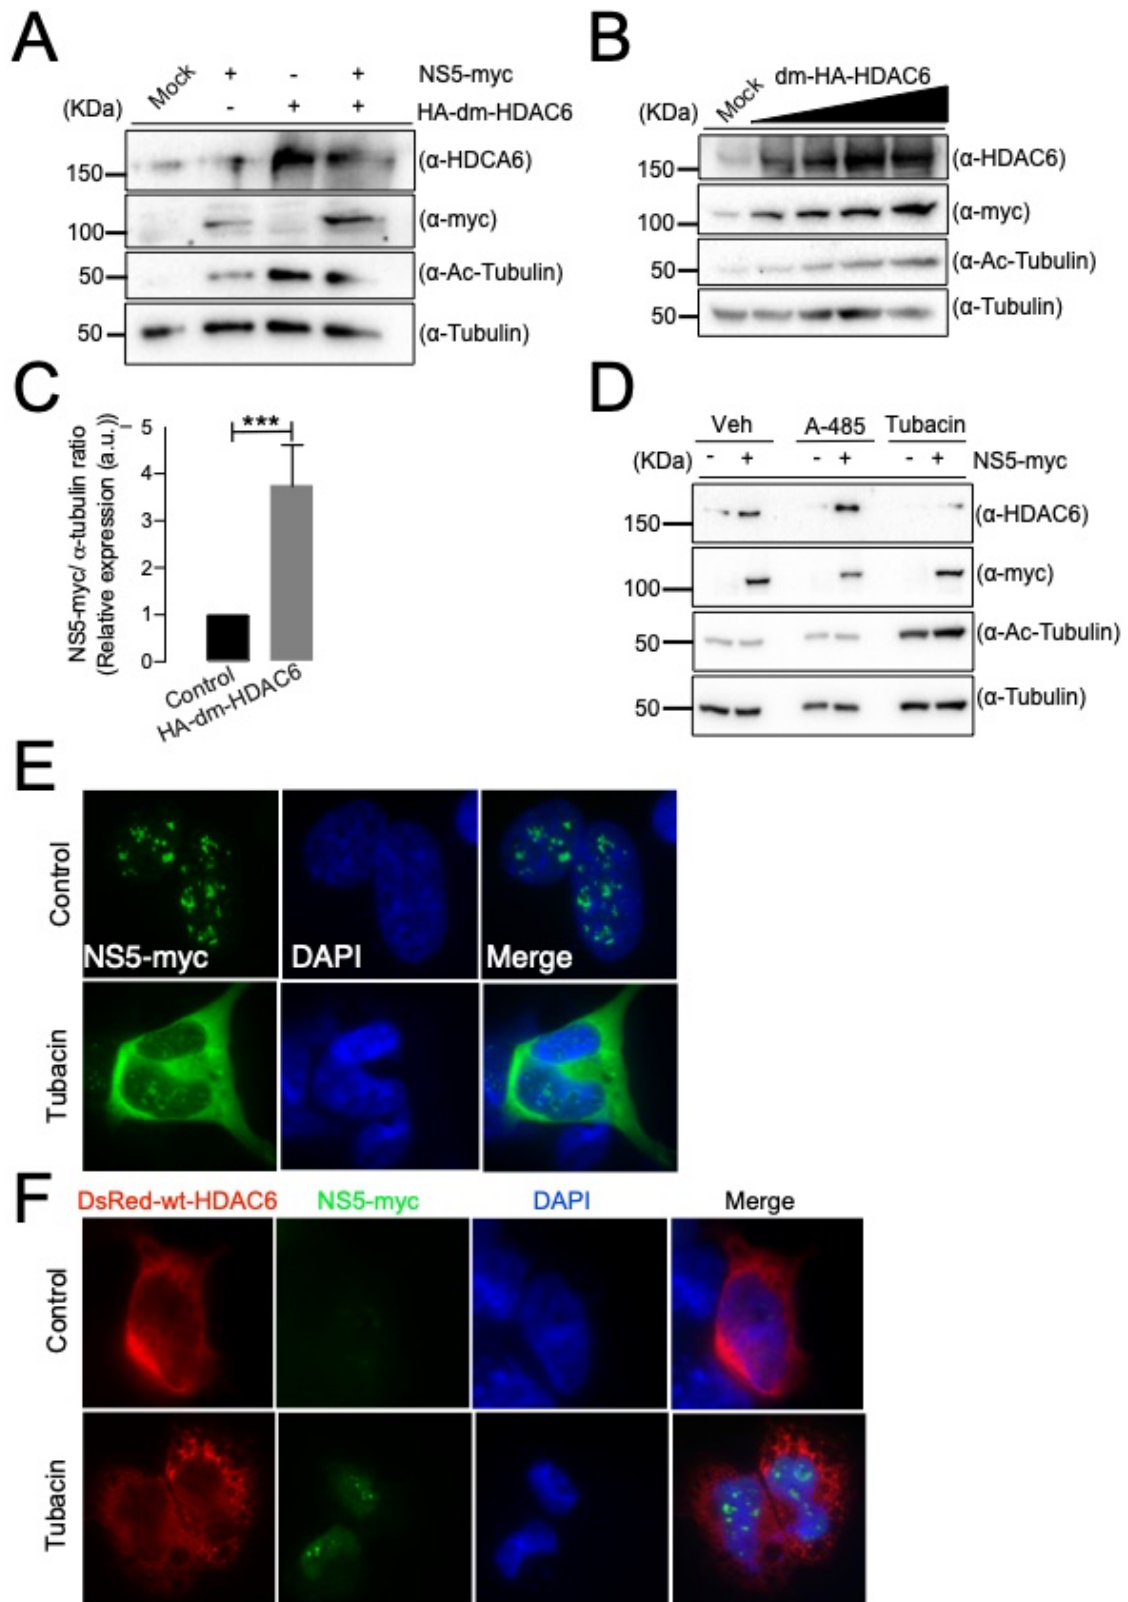 A
Mock + - + NS5-myc
(KDa) - + + HA-dm-HDAC6
150 (α-HDCA6)
100 (α-myc)
50 (α-Ac-Tubulin)
50 (α-Tubulin)
B
dm-HA-HDAC6
(KDa) Mock
150 (α-HDAC6)
100 (α-myc)
50 (α-Ac-Tubulin)
50 (α-Tubulin)
C
NS5-myc/ α-tubulin ratio
(Relative expression (a.u.))
***
5
4
3
2
1
0
Control
HA-dm-HDAC6
D
Veh A-485 Tubacin
(KDa) - + - + - + NS5-myc
150 (α-HDAC6)
100 (α-myc)
50 (α-Ac-Tubulin)
50 (α-Tubulin)
E
Control
NS5-myc DAPI Merge
Tubacin
F
DsRed-wt-HDAC6 NS5-myc DAPI Merge
Control
Tubacin